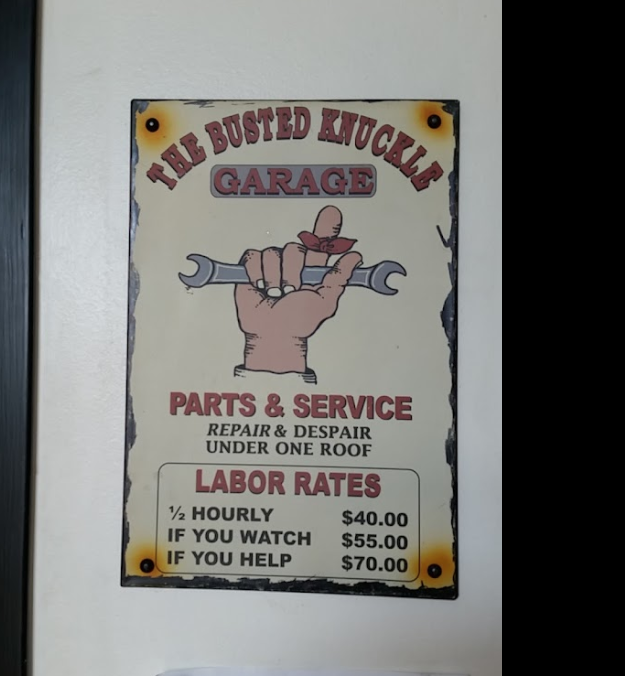 THE BUSTED KNUCKLE
GARAGE
PARTS & SERVICE
REPAIR & DESPAIR
UNDER ONE ROOF
LABOR RATES
½ HOURLY $40.00
IF YOU WATCH $55.00
IF YOU HELP $70.00